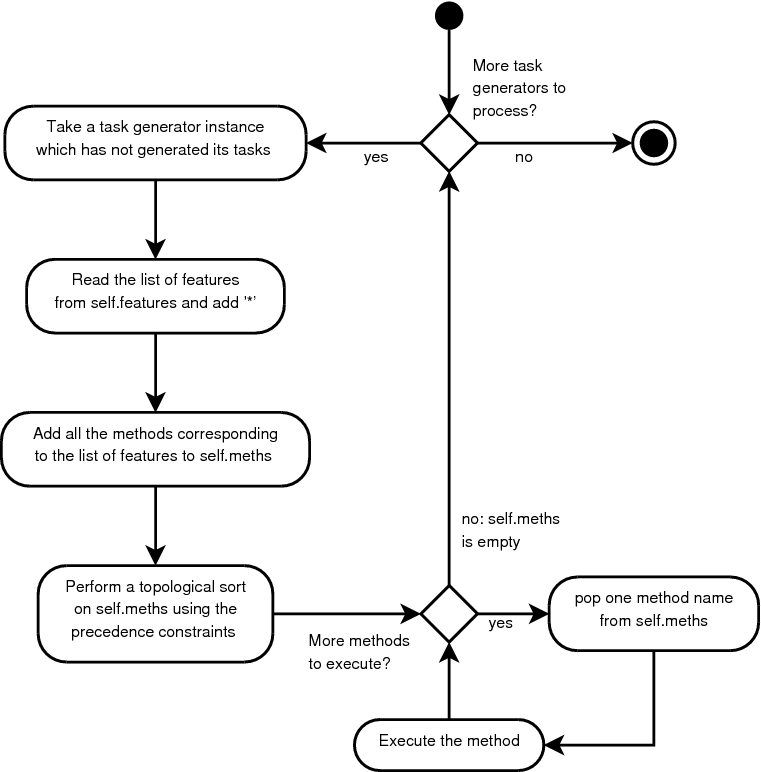 More task
generators to
process?
Take a task generator instance
which has not generated its tasks
yes
no
Read the list of features
from self.features and add '*'
Add all the methods corresponding
to the list of features to self.meths
no: self.meths
is empty
Perform a topological sort
on self.meths using the
precedence constraints
More methods
to execute?
yes
pop one method name
from self.meths
Execute the method